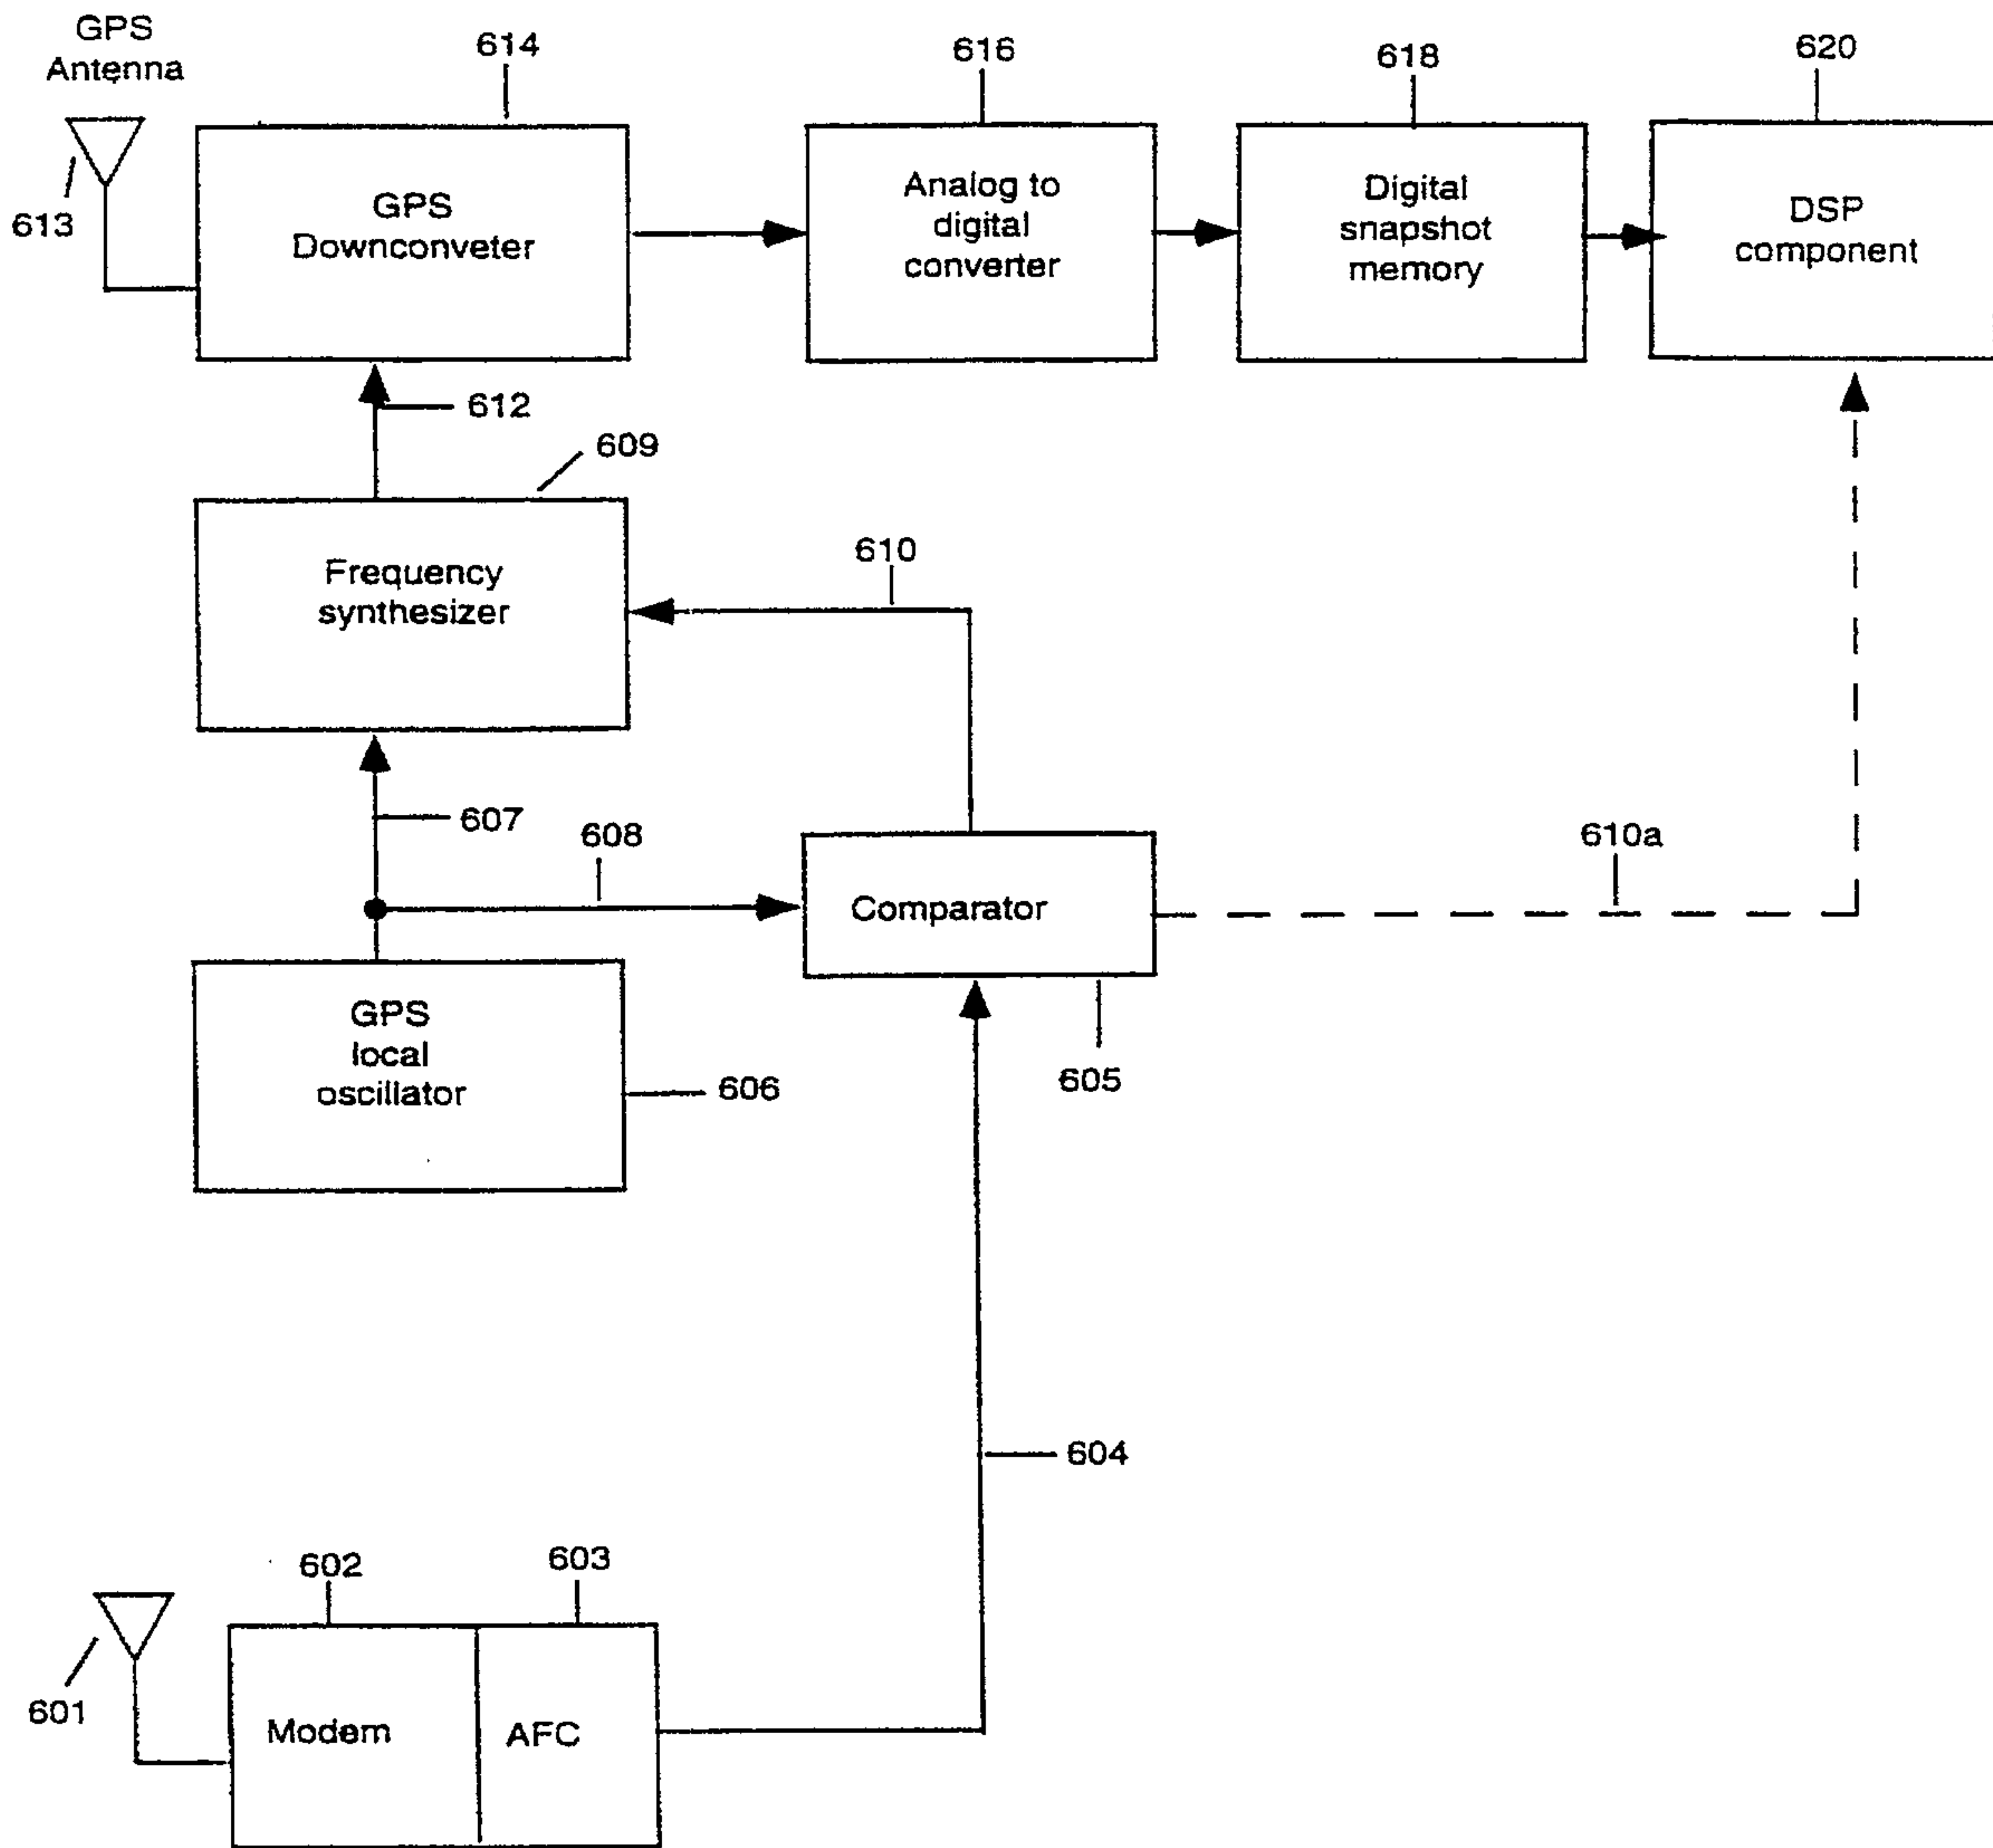 GPS
Antenna
614
616
618
620
613
GPS
Downconveter
Analog to
digital
converter
Digital
snapshot
memory
DSP
component
612
609
Frequency
synthesizer
610
607
608
610a
Comparator
GPS
local
oscillator
606
605
604
602
603
601
Modem
AFC